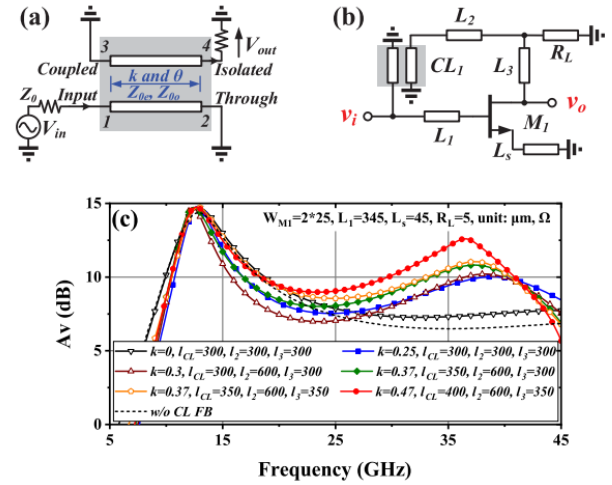 (a)
3
4
V_out
Coupled
k and θ
Isolated
Z_0e, Z_0o
Z_0
Input
Through
V_in
1
2
(b)
L_2
CL_1
L_3
R_L
v_i
L_1
M_1
v_o
L_s
(c)
W_M1=2*25, L_1=345, L_s=45, R_L=5, unit: μm, Ω
Av (dB)
15
10
5
0
k=0, l_CL=300, l_2=300, l_3=300
k=0.25, l_CL=300, l_2=300, l_3=300
k=0.3, l_CL=300, l_2=600, l_3=300
k=0.37, l_CL=350, l_2=600, l_3=300
k=0.37, l_CL=350, l_2=600, l_3=350
k=0.47, l_CL=400, l_2=600, l_3=350
w/o CL FB
5 15 25 35 45
Frequency (GHz)